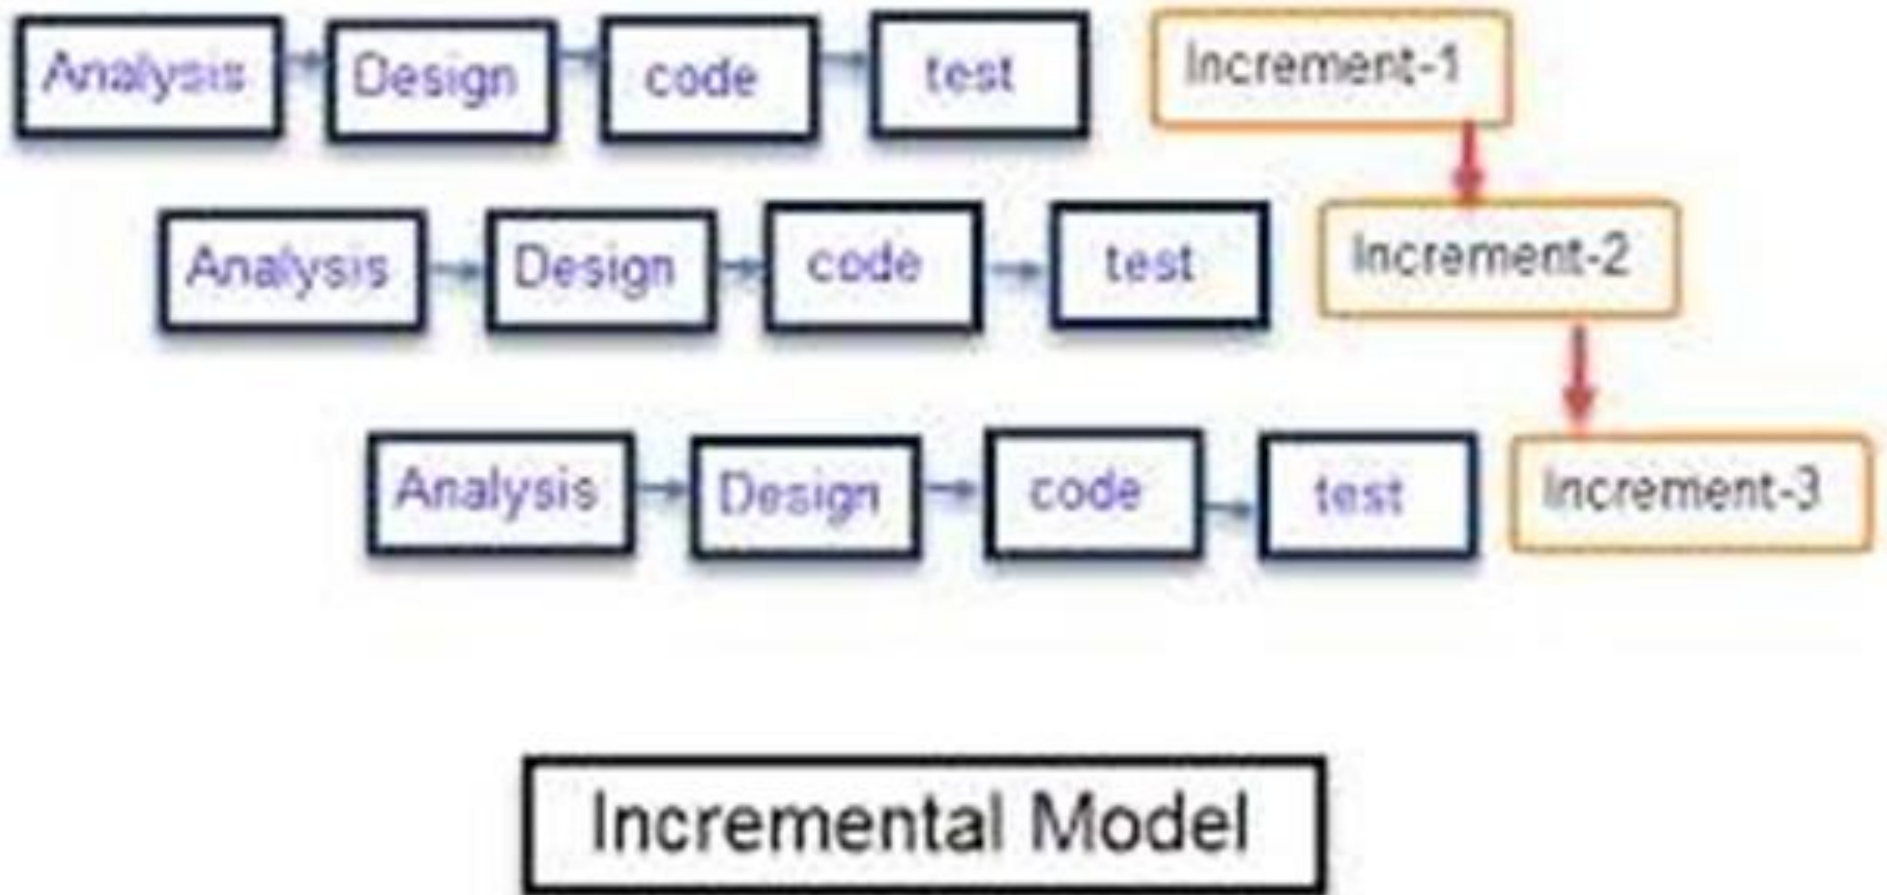 Analysis Design code test Increment-1
Analysis Design code test Increment-2
Analysis Design code test Increment-3
Incremental Model